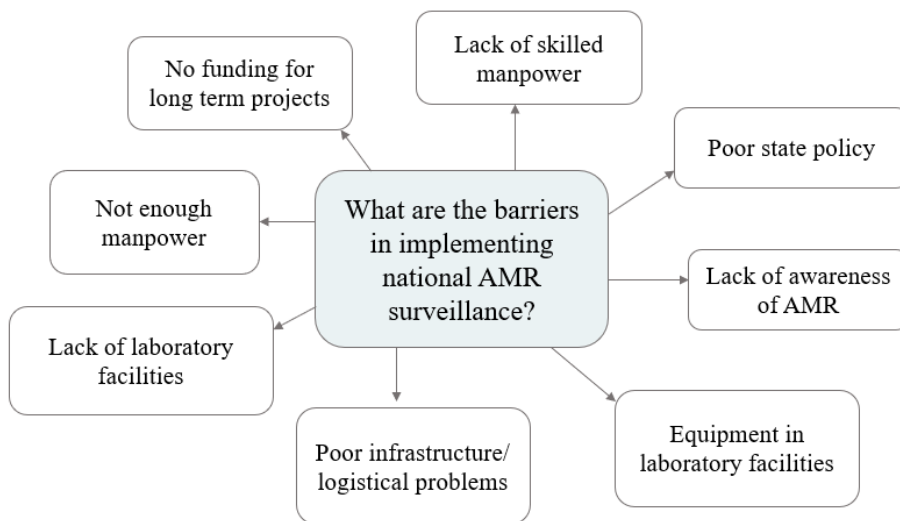 Lack of skilled
manpower
No funding for
long term projects
Poor state policy
Not enough
manpower
What are the barriers
in implementing
national AMR
surveillance?
Lack of awareness
of AMR
Lack of laboratory
facilities
Equipment in
laboratory facilities
Poor infrastructure/
logistical problems